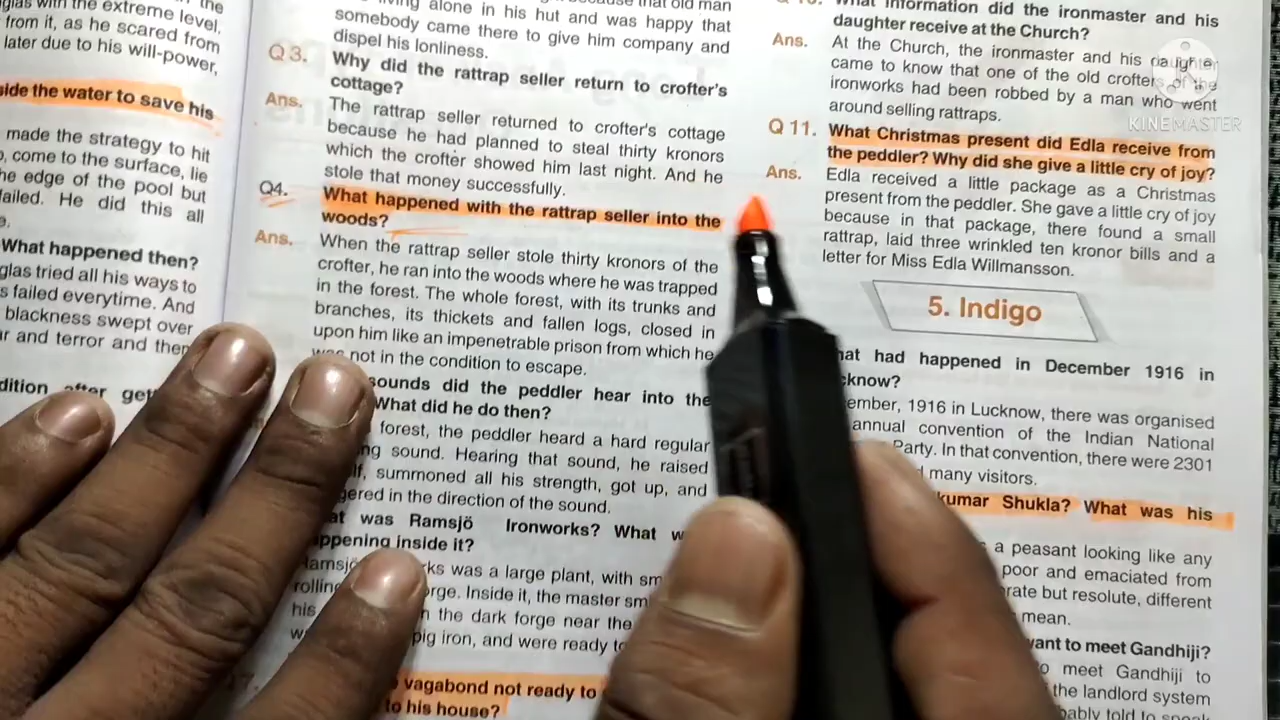 glas with the extreme level.
from it, as he scared from
later due to his will-power,
side the water to save his
made the strategy to hit
come to the surface, lie
he edge of the pool but
failed. He did this all
What happened then?
glas tried all his ways to
s failed everytime. And
blackness swept over
ar and terror and then
dition after get
living alone in his hut and was happy that
somebody came there to give him company and
dispel his lonliness.
Q 3. Why did the rattrap seller return to crofter's
cottage?
Ans. The rattrap seller returned to crofter's cottage
because he had planned to steal thirty kronors
which the crofter showed him last night. And he
stole that money successfully.
Q4. What happened with the rattrap seller into the
woods?
Ans. When the rattrap seller stole thirty kronors of the
crofter, he ran into the woods where he was trapped
in the forest. The whole forest, with its trunks and
branches, its thickets and fallen logs, closed in
upon him like an impenetrable prison from which he
was not in the condition to escape.
sounds did the peddler hear into the
What did he do then?
forest, the peddler heard a hard regular
ng sound. Hearing that sound, he raised
lf, summoned all his strength, got up, and
gered in the direction of the sound.
at was Ramsjö Ironworks? What w
appening inside it?
Ramsjö ks was a large plant, with sm
rolling orge. Inside it, the master sm
his n the dark forge near the
pig iron, and were ready to
vagabond not ready to
to his house?
What information did the ironmaster and his
daughter receive at the Church?
Ans. At the Church, the ironmaster and his daughter
came to know that one of the old crofters of the
ironworks had been robbed by a man who went
around selling rattraps.
KINEMASTER
Q 11. What Christmas present did Edla receive from
the peddler? Why did she give a little cry of joy?
Ans. Edla received a little package as a Christmas
present from the peddler. She gave a little cry of joy
because in that package, there found a small
rattrap, laid three wrinkled ten kronor bills and a
letter for Miss Edla Willmansson.
5. Indigo
hat had happened in December 1916 in
cknow?
ember, 1916 in Lucknow, there was organised
annual convention of the Indian National
Party. In that convention, there were 2301
many visitors.
kumar Shukla? What was his
a peasant looking like any
poor and emaciated from
rate but resolute, different
mean.
want to meet Gandhiji?
to meet Gandhiji to
the landlord system
bably told to speak